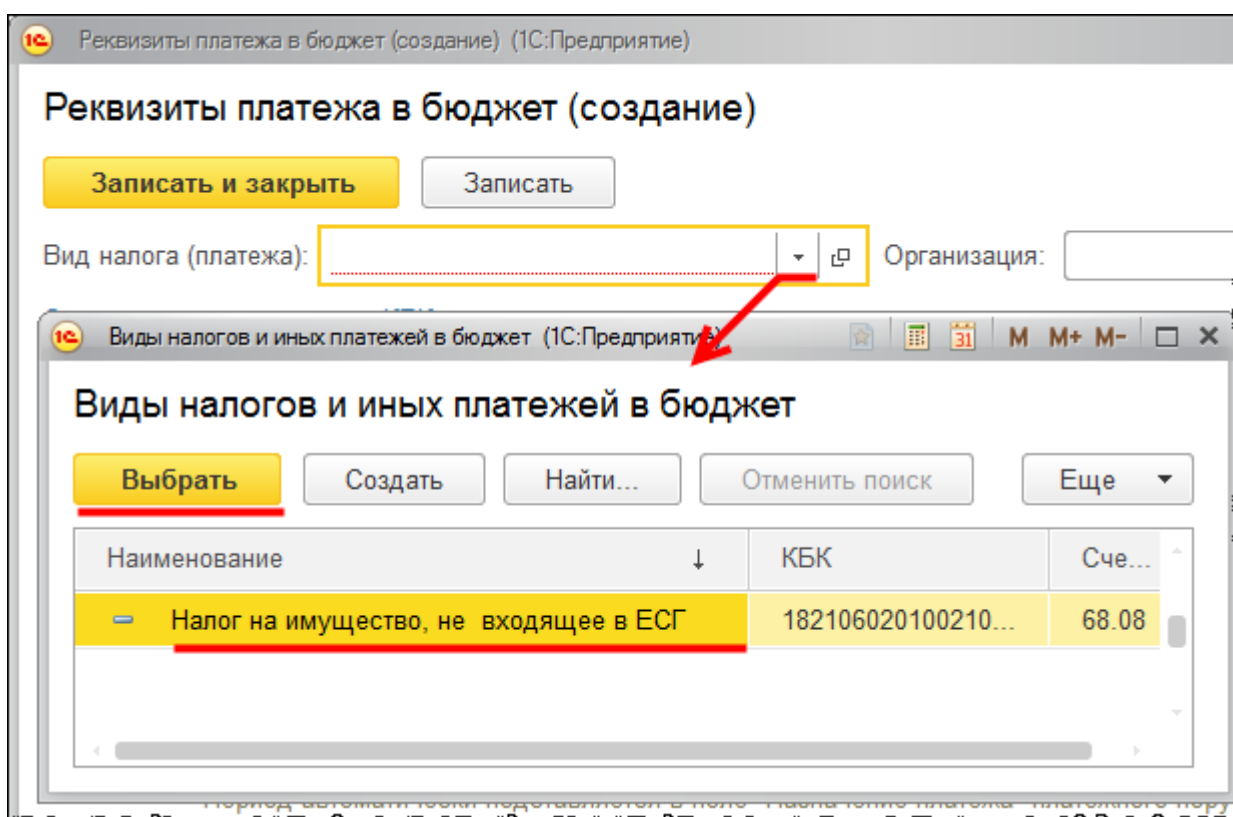 Реквизиты платежа в бюджет (создание) (1С:Предприятие)
Реквизиты платежа в бюджет (создание)
Записать и закрыть Записать
Вид налога (платежа): Организация:
Виды налогов и иных платежей в бюджет (1С:Предприятие) 31 M M+ M-
Виды налогов и иных платежей в бюджет
Выбрать Создать Найти... Отменить поиск Еще
Наименование ↓ КБК Сче...
Налог на имущество, не входящее в ЕСГ 182106020100210... 68.08